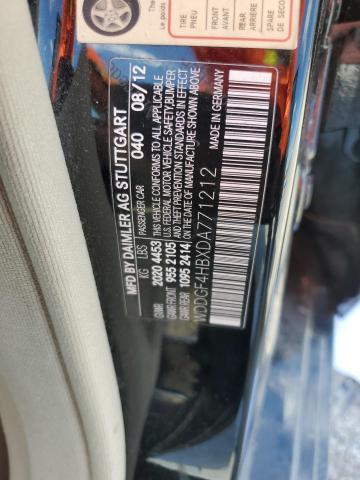 Le poids
TIRE
PNEU
FRONT
AVANT
REAR
ARRIERE
SPARE
DE SECOU
MFD BY DAIMLER AG STUTTGART
PASSENGER CAR 040 08/12
KG LBS
2020 4453
GAWR FRONT 955 2105
GAWR REAR 1095 2414
THIS VEHICLE CONFORMS TO ALL APPLICABLE
U.S. FEDERAL MOTOR VEHICLE SAFETY, BUMPER,
AND THEFT PREVENTION STANDARDS IN EFFECT
ON THE DATE OF MANUFACTURE SHOWN ABOVE
WDDGF4HBXDA771212
MADE IN GERMANY